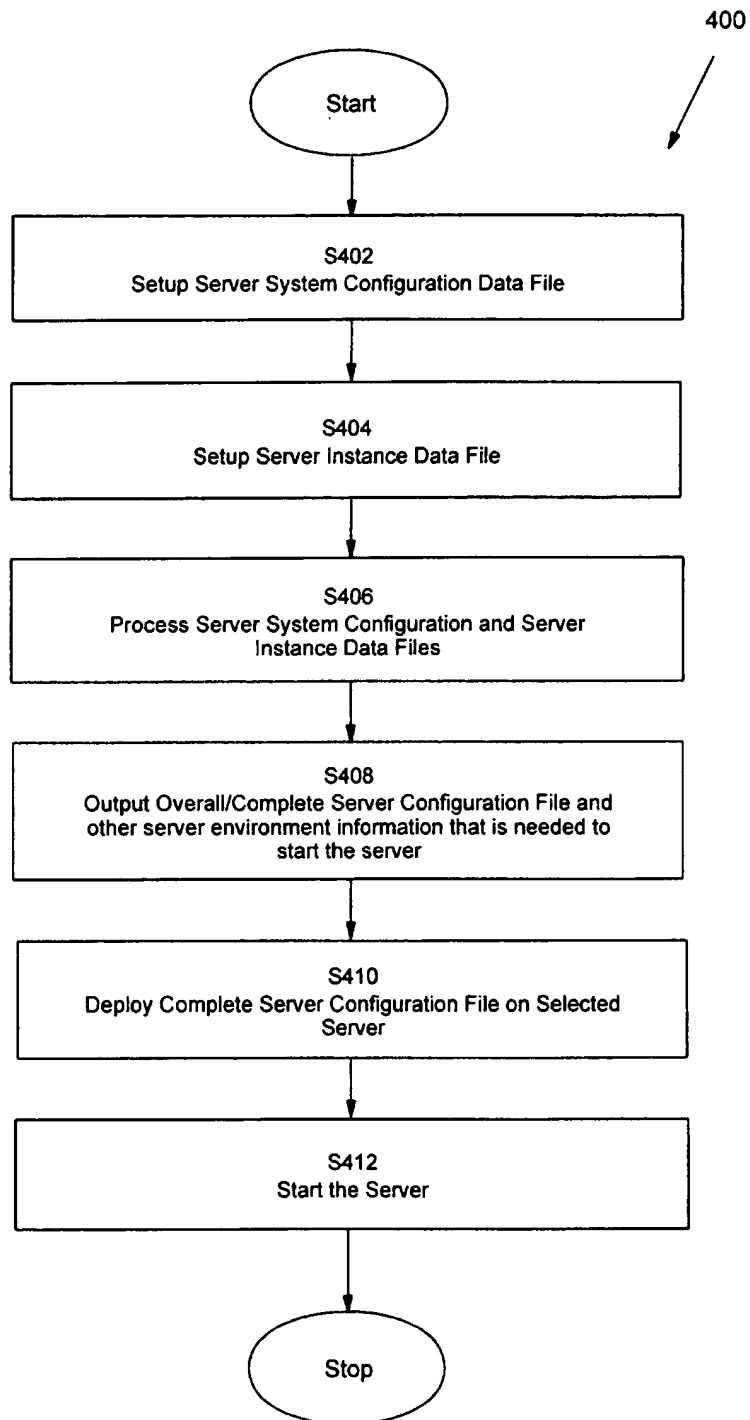 400
Start
S402
Setup Server System Configuration Data File
S404
Setup Server Instance Data File
S406
Process Server System Configuration and Server
Instance Data Files
S408
Output Overall/Complete Server Configuration File and
other server environment information that is needed to
start the server
S410
Deploy Complete Server Configuration File on Selected
Server
S412
Start the Server
Stop